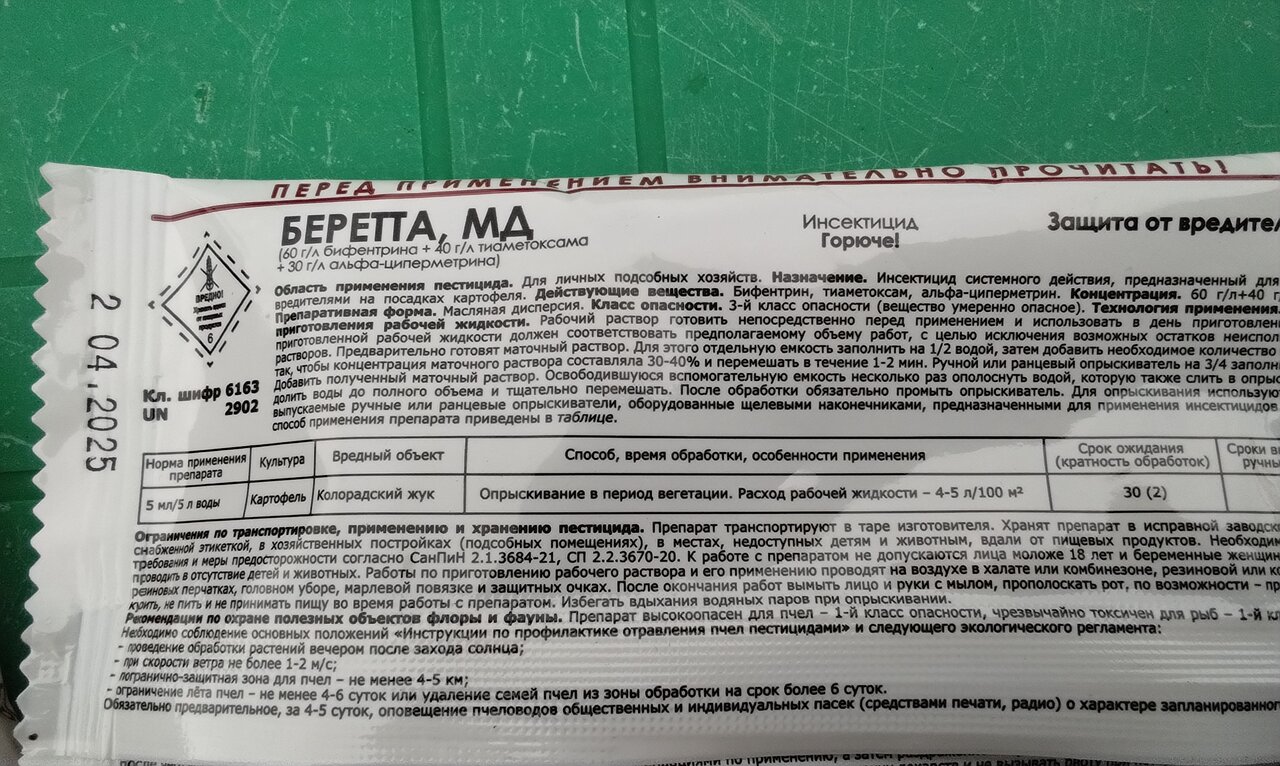 ПЕРЕД ПРИМЕНЕНИЕМ ВНИМАТЕЛЬНО ПРОЧИТАТЬ!
БЕРЕТТА, МД
(60 г/л бифентрина + 40 г/л тиаметоксама
+ 30 г/л альфа-циперметрина)
Инсектицид
Горюче!
Защита от вредител
ВРЕДНО!
6
Кл. шифр 6163
UN 2902
2 04.2025
Область применения пестицида. Для личных подсобных хозяйств. Назначение. Инсектицид системного действия, предназначенный для
вредителями на посадках картофеля. Действующие вещества. Бифентрин, тиаметоксам, альфа-циперметрин. Концентрация. 60 г/л+40 г
Препаративная форма. Масляная дисперсия. Класс опасности. 3-й класс опасности (вещество умеренно опасное). Технология применения.
приготовления рабочей жидкости. Рабочий раствор готовить непосредственно перед применением и использовать в день приготовлен
приготовленной рабочей жидкости должен соответствовать предполагаемому объему работ, с целью исключения возможных остатков неиспол
растворов. Предварительно готовят маточный раствор. Для этого отдельную емкость заполнить на 1/2 водой, затем добавить необходимое количество
так, чтобы концентрация маточного раствора составляла 30-40% и перемешать в течение 1-2 мин. Ручной или ранцевый опрыскиватель на 3/4 заполн
Добавить полученный маточный раствор. Освободившуюся вспомогательную емкость несколько раз ополоснуть водой, которую также слить в опрыс
долить воды до полного объема и тщательно перемешать. После обработки обязательно промыть опрыскиватель. Для опрыскивания использую
выпускаемые ручные или ранцевые опрыскиватели, оборудованные щелевыми наконечниками, предназначенными для применения инсектицидов
способ применения препарата приведены в таблице.
Норма применения препарата Культура Вредный объект Способ, время обработки, особенности применения Срок ожидания (кратность обработок) Сроки вы ручны
5 мл/5 л воды Картофель Колорадский жук Опрыскивание в период вегетации. Расход рабочей жидкости – 4-5 л/100 м² 30 (2)
Ограничения по транспортировке, применению и хранению пестицида. Препарат транспортируют в таре изготовителя. Хранят препарат в исправной заводск
снабженной этикеткой, в хозяйственных постройках (подсобных помещениях), в местах, недоступных детям и животным, вдали от пищевых продуктов. Необходим
требования и меры предосторожности согласно СанПиН 2.1.3684-21, СП 2.2.3670-20. К работе с препаратом не допускаются лица моложе 18 лет и беременные женщин
проводить в отсутствие детей и животных. Работы по приготовлению рабочего раствора и его применению проводят на воздухе в халате или комбинезоне, резиновой или ко
резиновых перчатках, головном уборе, марлевой повязке и защитных очках. После окончания работ вымыть лицо и руки с мылом, прополоскать рот, по возможности – пр
курить, не пить и не принимать пищу во время работы с препаратом. Избегать вдыхания водяных паров при опрыскивании.
Рекомендации по охране полезных объектов флоры и фауны. Препарат высокоопасен для пчел – 1-й класс опасности, чрезвычайно токсичен для рыб – 1-й кл
Необходимо соблюдение основных положений «Инструкции по профилактике отравления пчел пестицидами» и следующего экологического регламента:
- проведение обработки растений вечером после захода солнца;
- при скорости ветра не более 1-2 м/с;
- погранично-защитная зона для пчел – не менее 4-5 км;
- ограничение лёта пчел – не менее 4-6 суток или удаление семей пчел из зоны обработки на срок более 6 суток.
Обязательно предварительное, за 4-5 суток, оповещение пчеловодов общественных и индивидуальных пасек (средствами печати, радио) о характере запланированног